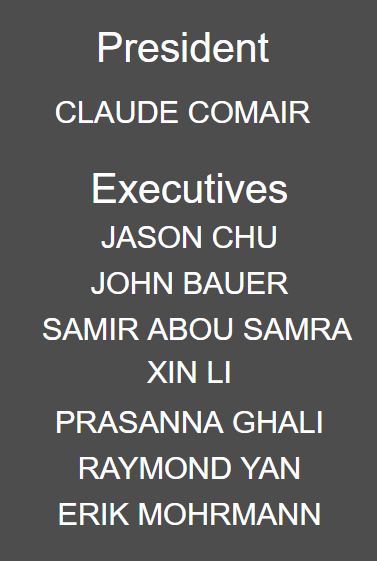 President
CLAUDE COMAIR
Executives
JASON CHU
JOHN BAUER
SAMIR ABOU SAMRA
XIN LI
PRASANNA GHALI
RAYMOND YAN
ERIK MOHRMANN